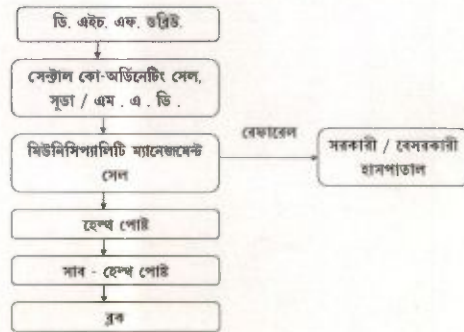 ডি. এইচ. এফ. ডব্লিউ.
সেন্ট্রাল কো-অর্ডিনেটিং সেল,
সুডা / এম . এ . ডি .
মিউনিসিপ্যালিটি ম্যানেজমেন্ট
সেল
রেফারেল
সরকারী / বেসরকারী
হাসপাতাল
হেল্থ পোষ্ট
সাব - হেল্থ পোষ্ট
ব্লক